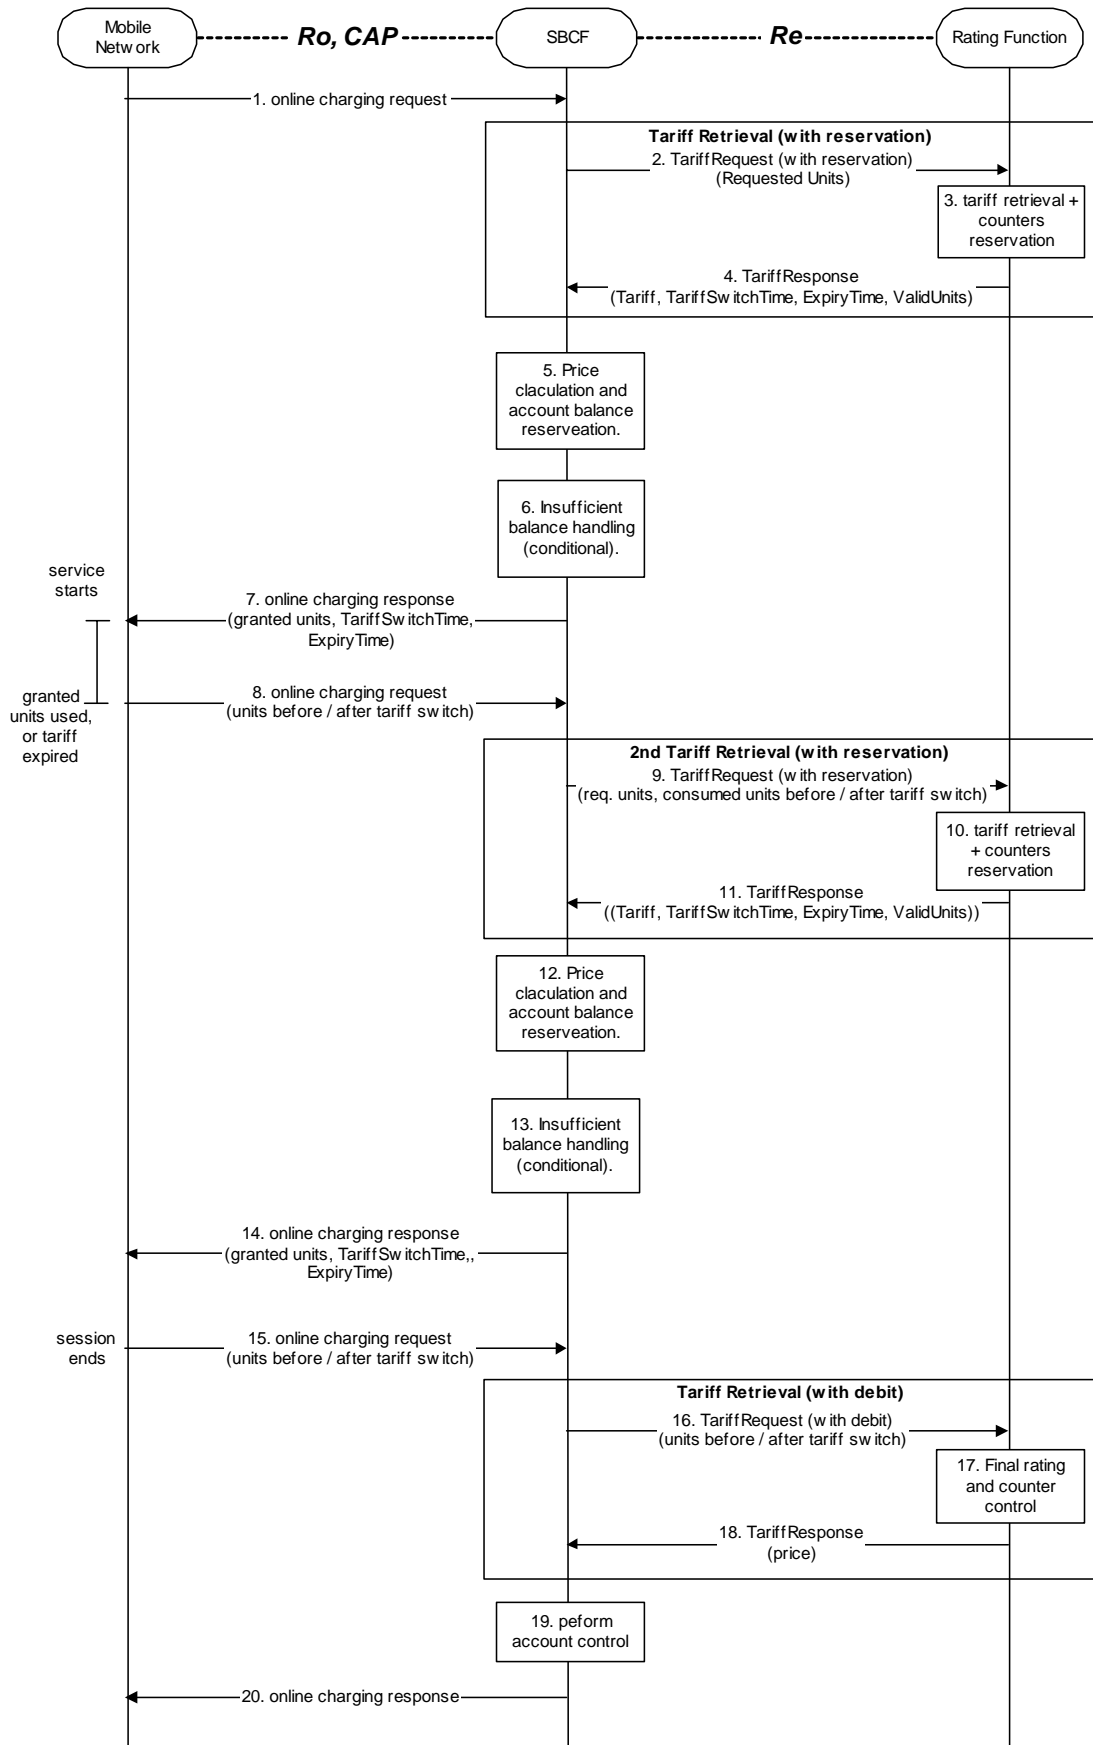 Mobile
Network
Ro, CAP
SBCF
Re
Rating Function
1. online charging request
Tariff Retrieval (with reservation)
2. TariffRequest (with reservation)
(Requested Units)
3. tariff retrieval +
counters
reservation
4. TariffResponse
(Tariff, TariffSwitchTime, ExpiryTime, ValidUnits)
5. Price
claculation and
account balance
reserveation.
6. Insufficient
balance handling
(conditional).
service
starts
7. online charging response
(granted units, TariffSwitchTime,
ExpiryTime)
8. online charging request
(units before / after tariff switch)
granted
units used,
or tariff
expired
2nd Tariff Retrieval (with reservation)
9. TariffRequest (with reservation)
(req. units, consumed units before / after tariff switch)
10. tariff retrieval
+ counters
reservation
11. TariffResponse
((Tariff, TariffSwitchTime, ExpiryTime, ValidUnits))
12. Price
claculation and
account balance
reserveation.
13. Insufficient
balance handling
(conditional).
14. online charging response
(granted units, TariffSwitchTime,,
ExpiryTime)
session
ends
15. online charging request
(units before / after tariff switch)
Tariff Retrieval (with debit)
16. TariffRequest (with debit)
(units before / after tariff switch)
17. Final rating
and counter
control
18. TariffResponse
(price)
19. peform
account control
20. online charging response